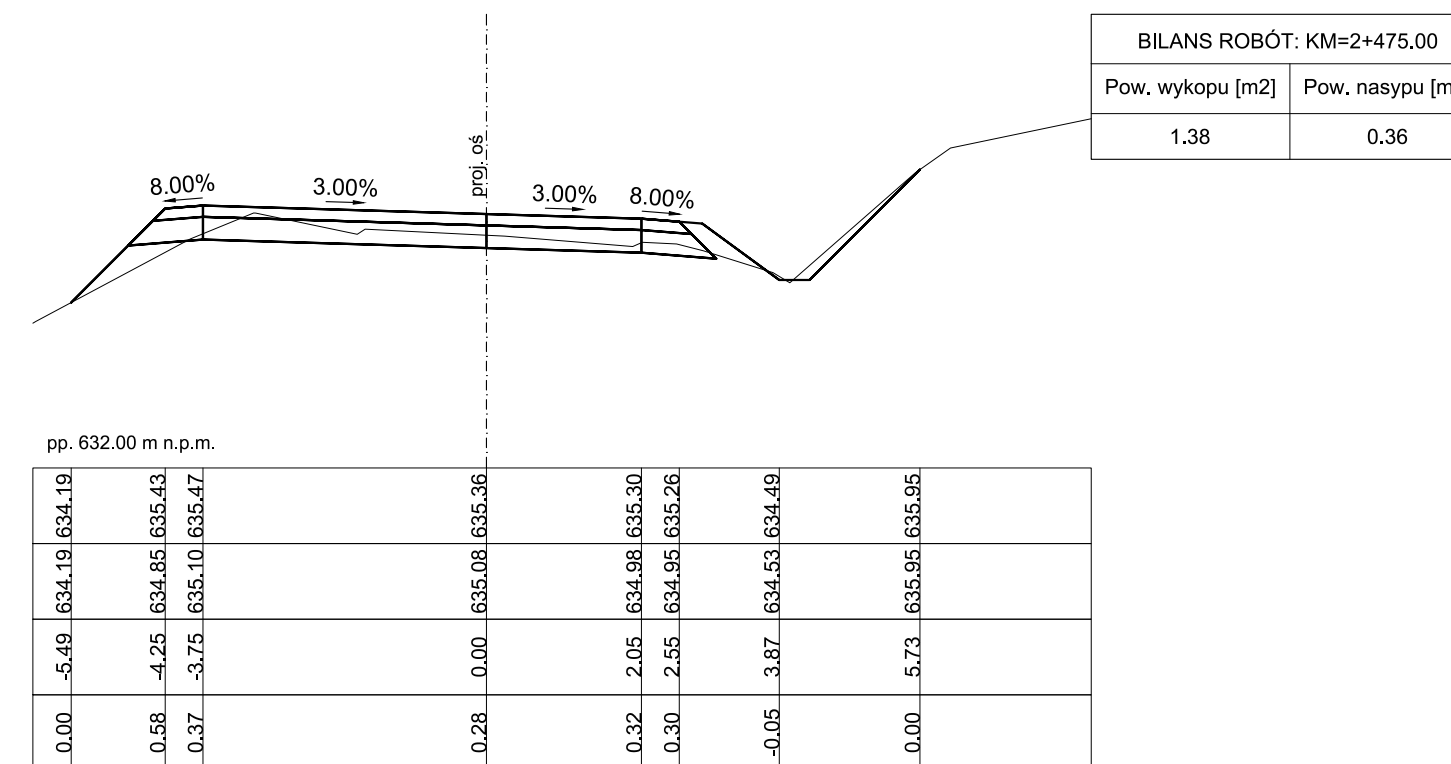 BILANS ROBÓT: KM=2+475.00
Pow. wykopu [m2] Pow. nasypu [m
1.38 0.36
proj. oś
8.00% 3.00% 3.00% 8.00%
pp. 632.00 m n.p.m.
634.19 635.43 635.47 635.36 635.30 635.26 634.49 635.95
634.19 634.85 635.10 635.08 634.98 634.95 634.53 635.95
-5.49 -4.25 -3.75 0.00 2.05 2.55 3.87 5.73
0.00 0.58 0.37 0.28 0.32 0.30 -0.05 0.00